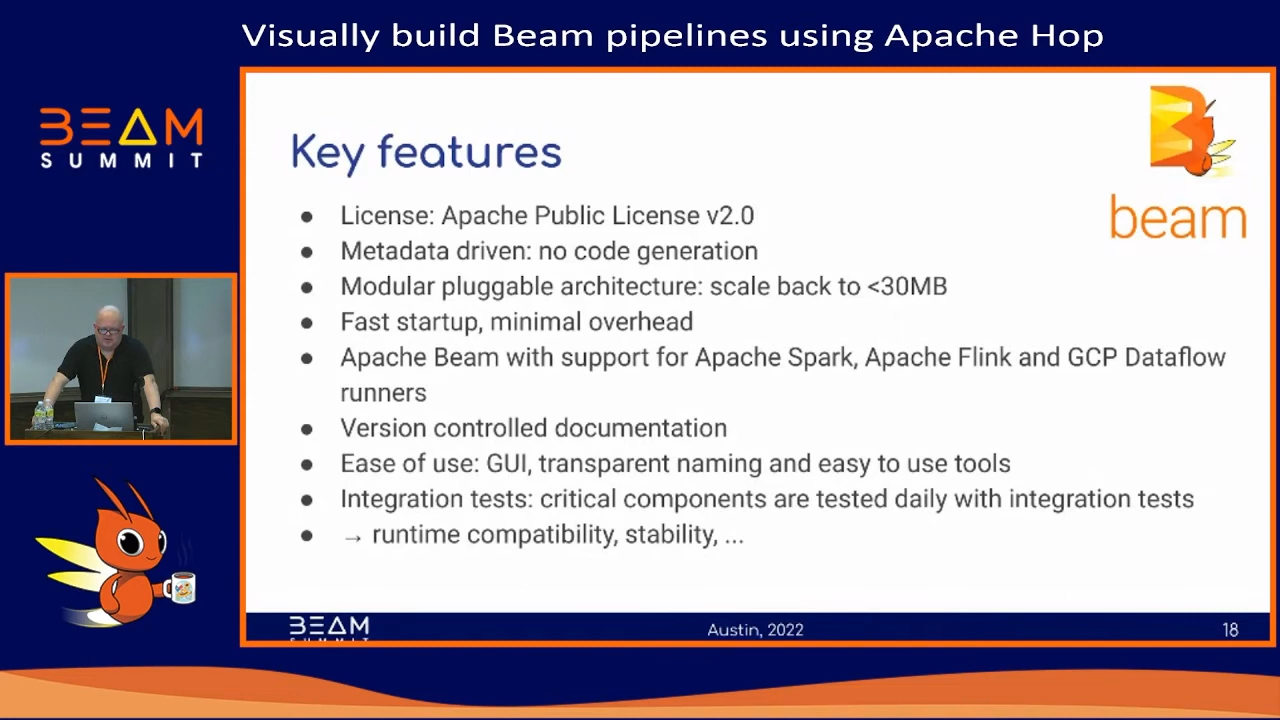 Visually build Beam pipelines using Apache Hop
BEAM
SUMMIT
Key features
beam
● License: Apache Public License v2.0
● Metadata driven: no code generation
● Modular pluggable architecture: scale back to <30MB
● Fast startup, minimal overhead
● Apache Beam with support for Apache Spark, Apache Flink and GCP Dataflow
runners
● Version controlled documentation
● Ease of use: GUI, transparent naming and easy to use tools
● Integration tests: critical components are tested daily with integration tests
● → runtime compatibility, stability, ...
BEAM
SUMMIT
Austin, 2022
18